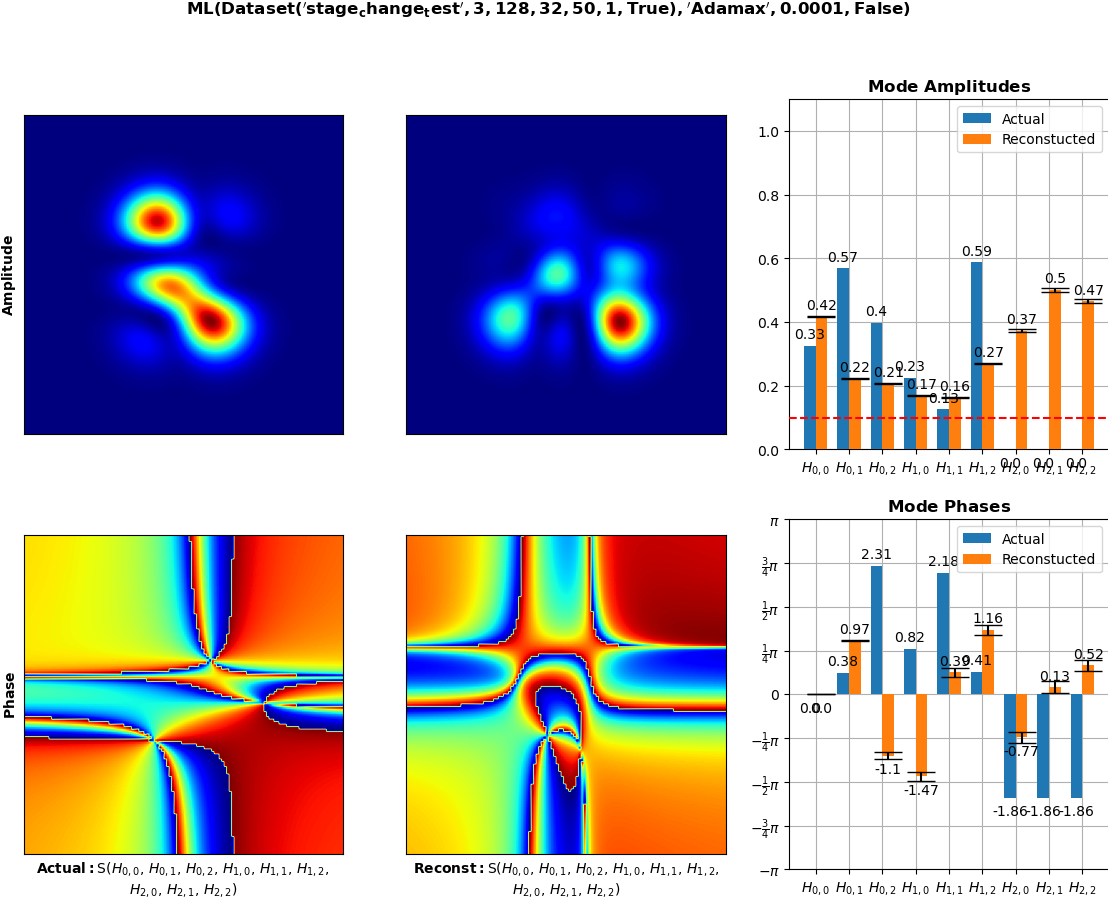 ML(Dataset('stage_change_test', 3, 128, 32, 50, 1, True), 'Adamax', 0.0001, False)
Amplitude
Mode Amplitudes
Actual
Reconstucted
1.0
0.8
0.6
0.4
0.2
0.0
0.33
0.42
0.57
0.22
0.4
0.21
0.23
0.17
0.13
0.16
0.59
0.27
0.0
0.37
0.0
0.5
0.0
0.47
H0,0 H0,1 H0,2 H1,0 H1,1 H1,2 H2,0 H2,1 H2,2
Phase
Actual: S(H0,0, H0,1, H0,2, H1,0, H1,1, H1,2,
H2,0, H2,1, H2,2)
Reconst: S(H0,0, H0,1, H0,2, H1,0, H1,1, H1,2,
H2,0, H2,1, H2,2)
Mode Phases
Actual
Reconstucted
π
3/4π
1/2π
1/4π
0
−1/4π
−1/2π
−3/4π
−π
0.0
0.0
0.38
0.97
2.31
-1.1
0.82
-1.47
2.18
0.41
1.16
-1.86
-0.77
-1.86
0.13
-1.86
0.52
H0,0 H0,1 H0,2 H1,0 H1,1 H1,2 H2,0 H2,1 H2,2